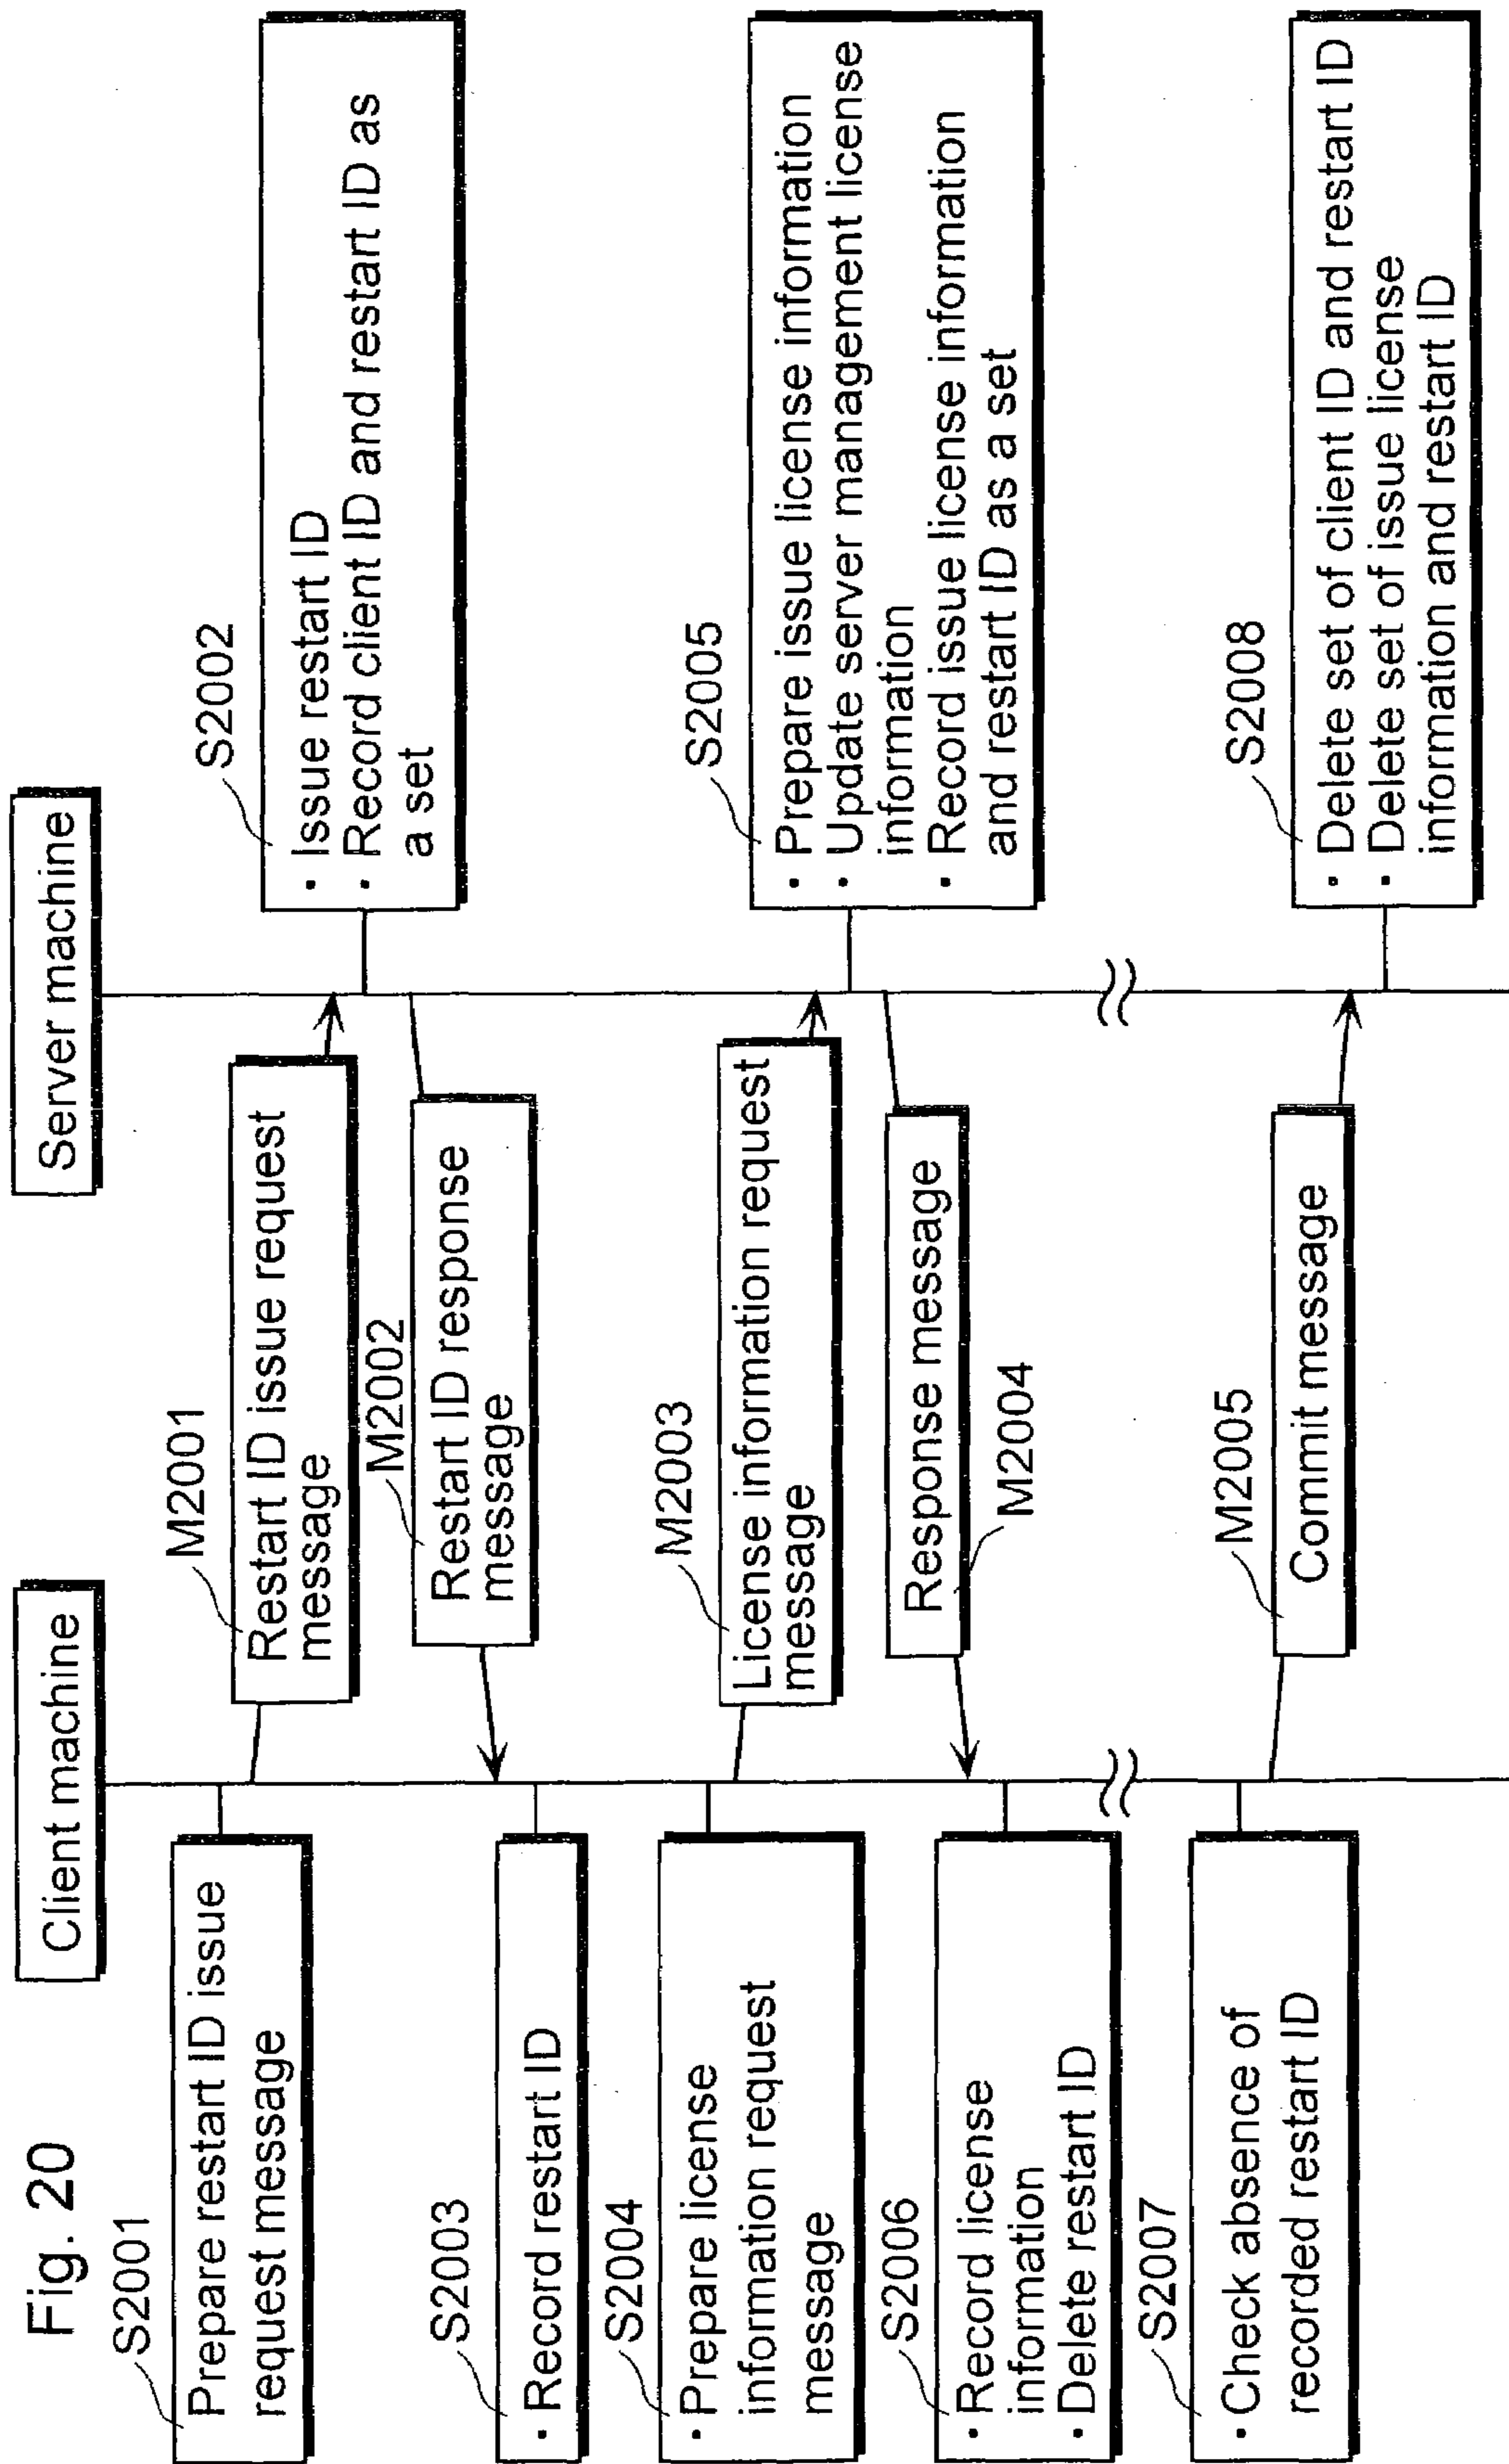 Fig. 20
Client machine
Server machine
S2001
Prepare restart ID issue
request message
M2001
Restart ID issue request
message
S2002
· Issue restart ID
· Record client ID and restart ID as
a set
M2002
Restart ID response
message
S2003
· Record restart ID
S2004
· Prepare license
information request
message
M2003
License information request
message
S2005
· Prepare issue license information
· Update server management license
information
· Record issue license information
and restart ID as a set
Response message
M2004
S2006
· Record license
information
· Delete restart ID
S2007
· Check absence of
recorded restart ID
M2005
Commit message
S2008
· Delete set of client ID and restart ID
· Delete set of issue license
information and restart ID